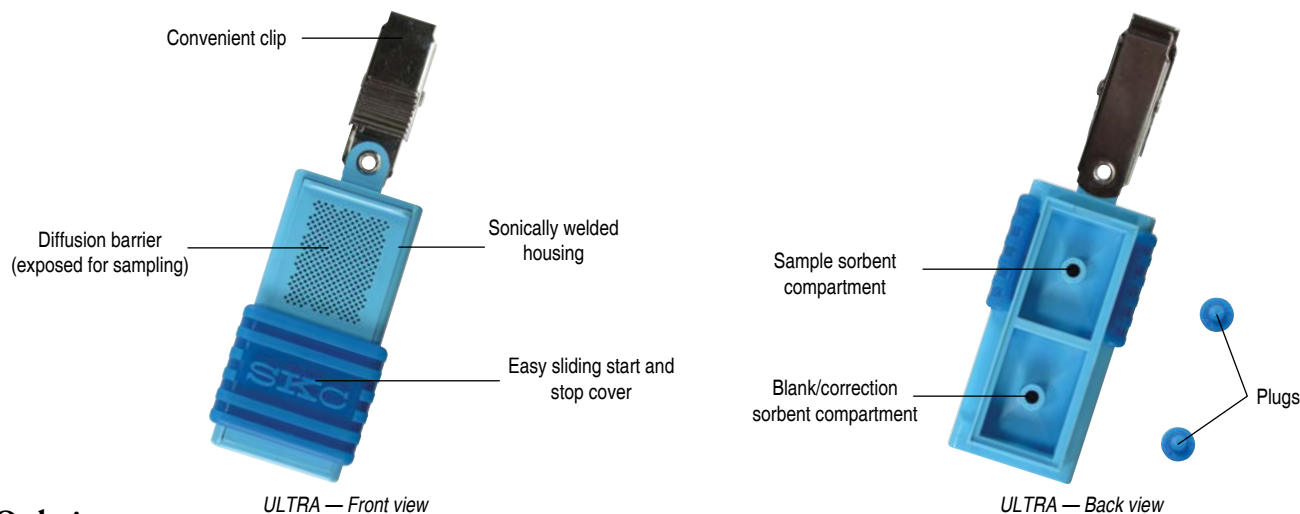 Convenient clip
Diffusion barrier
(exposed for sampling)
Sonically welded
housing
SKC
Easy sliding start and
stop cover
ULTRA — Front view
Sample sorbent
compartment
Blank/correction
sorbent compartment
Plugs
ULTRA — Back view